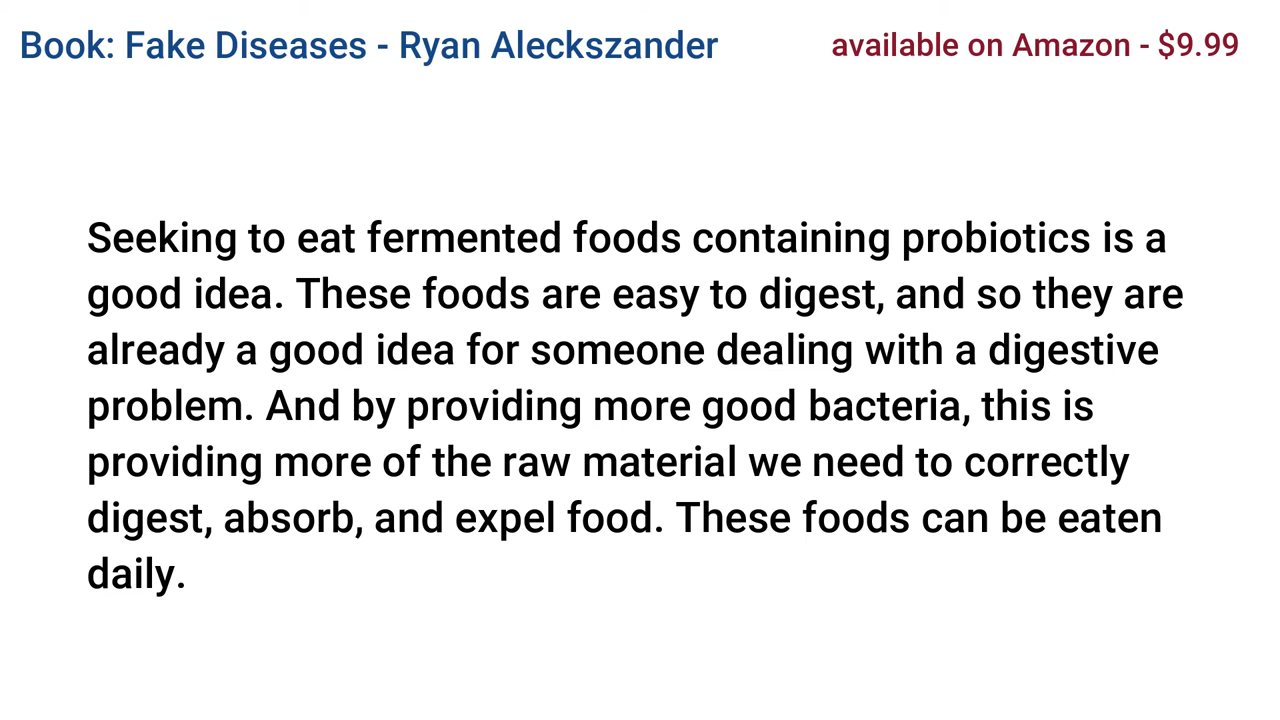 Book: Fake Diseases - Ryan Aleckszander
available on Amazon - $9.99
Seeking to eat fermented foods containing probiotics is a
good idea. These foods are easy to digest, and so they are
already a good idea for someone dealing with a digestive
problem. And by providing more good bacteria, this is
providing more of the raw material we need to correctly
digest, absorb, and expel food. These foods can be eaten
daily.